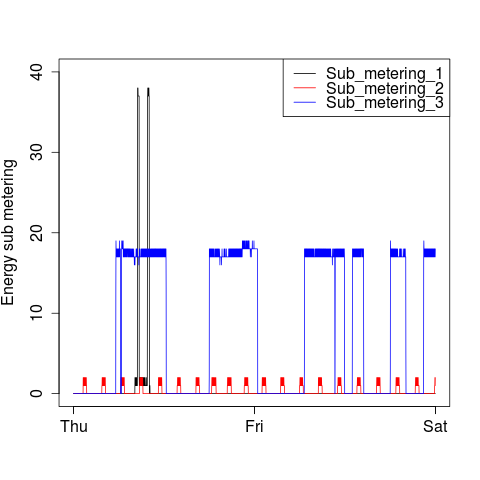 Sub_metering_1
Sub_metering_2
Sub_metering_3
Energy sub metering
40
30
20
10
0
Thu Fri Sat